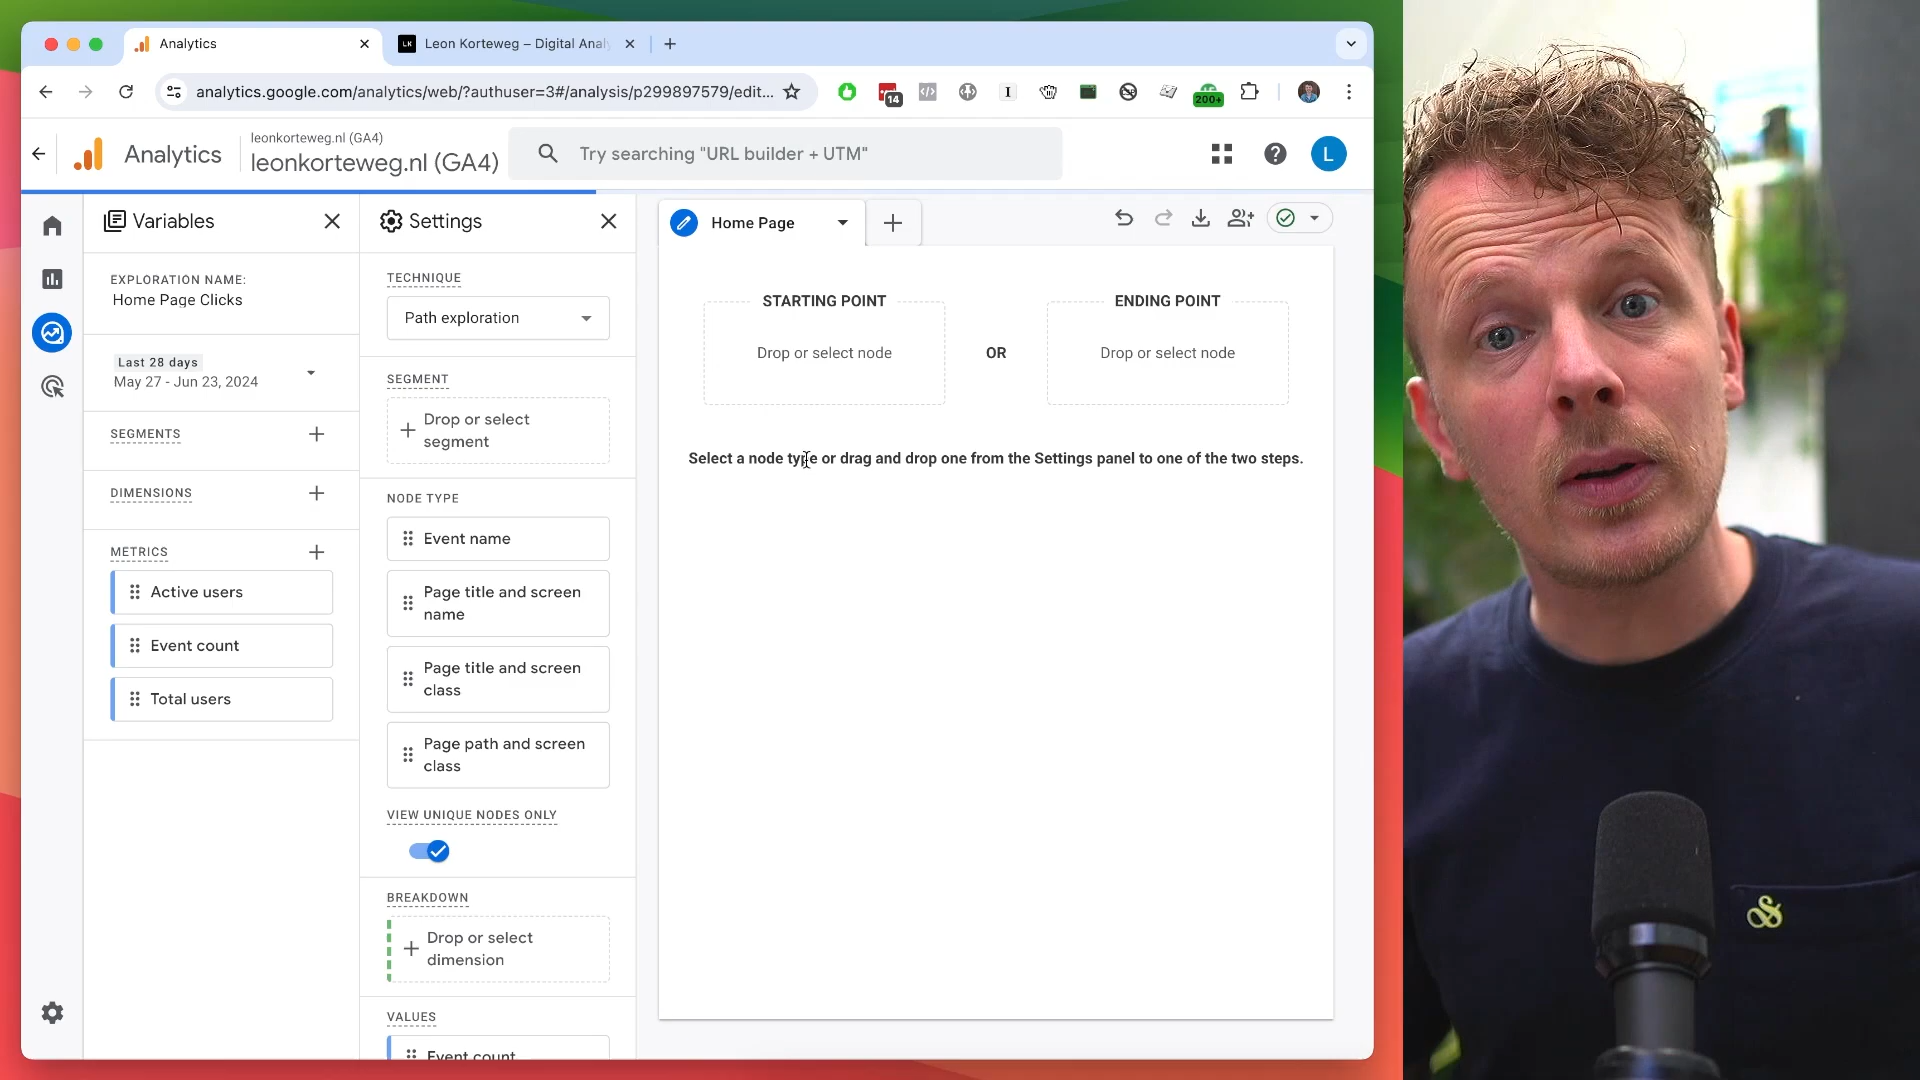 Analytics
LK
Leon Korteweg – Digital Anal
analytics.google.com/analytics/web/?authuser=3#/analysis/p299897579/edit...
14
I
200+
Analytics
leonkorteweg.nl (GA4)
leonkorteweg.nl (GA4)
Try searching "URL builder + UTM"
L
Variables
EXPLORATION NAME:
Home Page Clicks
Last 28 days
May 27 - Jun 23, 2024
SEGMENTS
DIMENSIONS
METRICS
Active users
Event count
Total users
Settings
TECHNIQUE
Path exploration
SEGMENT
Drop or select
segment
NODE TYPE
Event name
Page title and screen
name
Page title and screen
class
Page path and screen
class
VIEW UNIQUE NODES ONLY
BREAKDOWN
Drop or select
dimension
VALUES
Event count
Home Page
STARTING POINT
Drop or select node
OR
ENDING POINT
Drop or select node
Select a node type or drag and drop one from the Settings panel to one of the two steps.